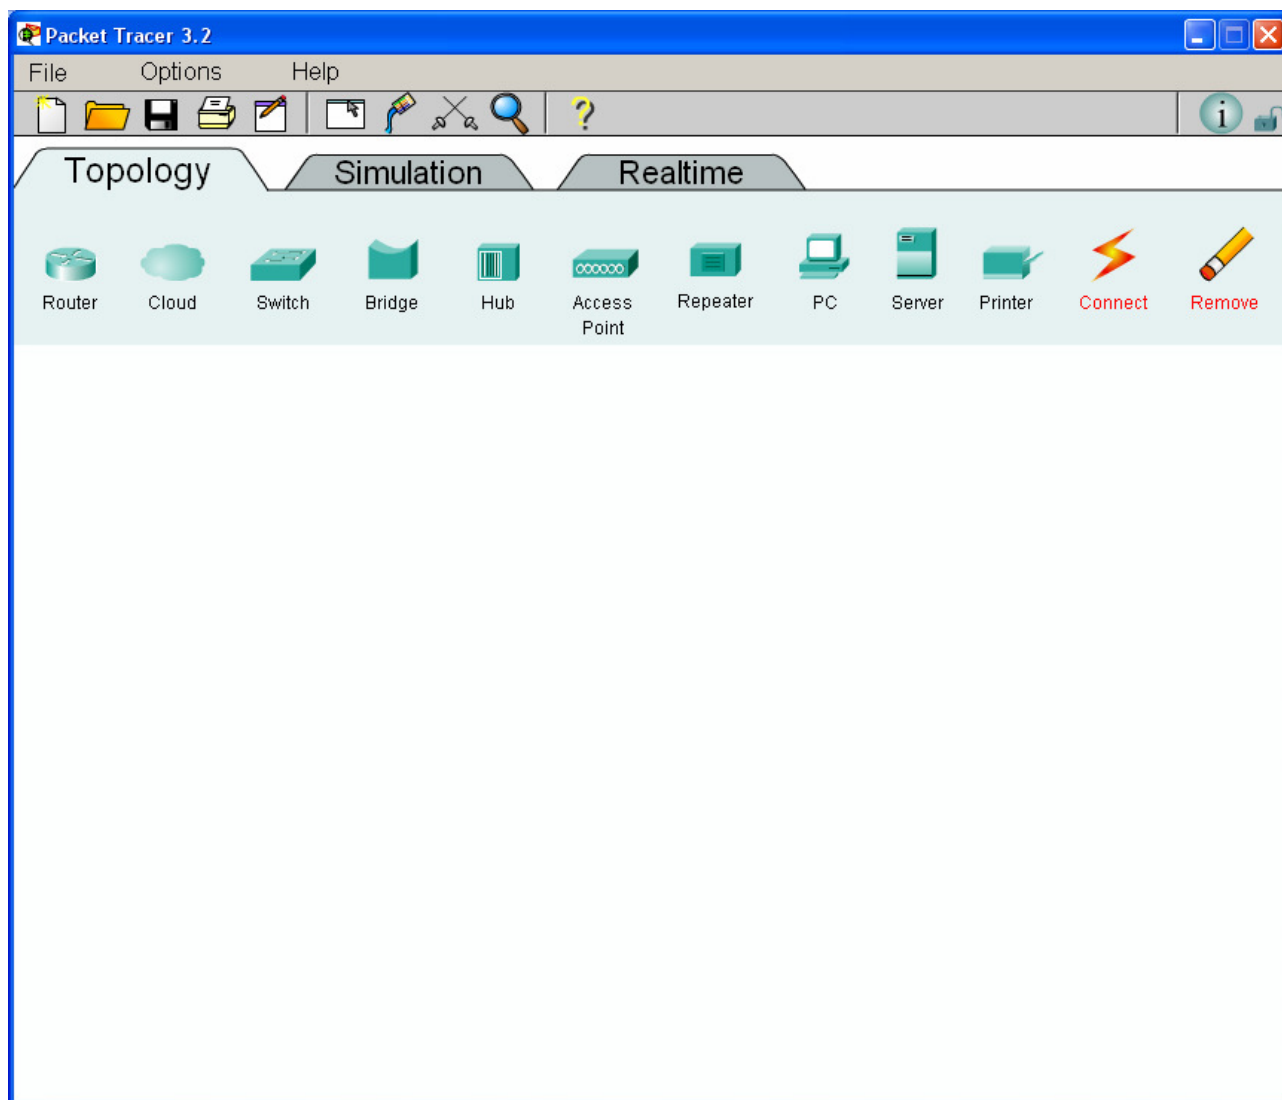 Packet Tracer 3.2
File Options Help
Topology Simulation Realtime
Router Cloud Switch Bridge Hub Access Point Repeater PC Server Printer Connect Remove